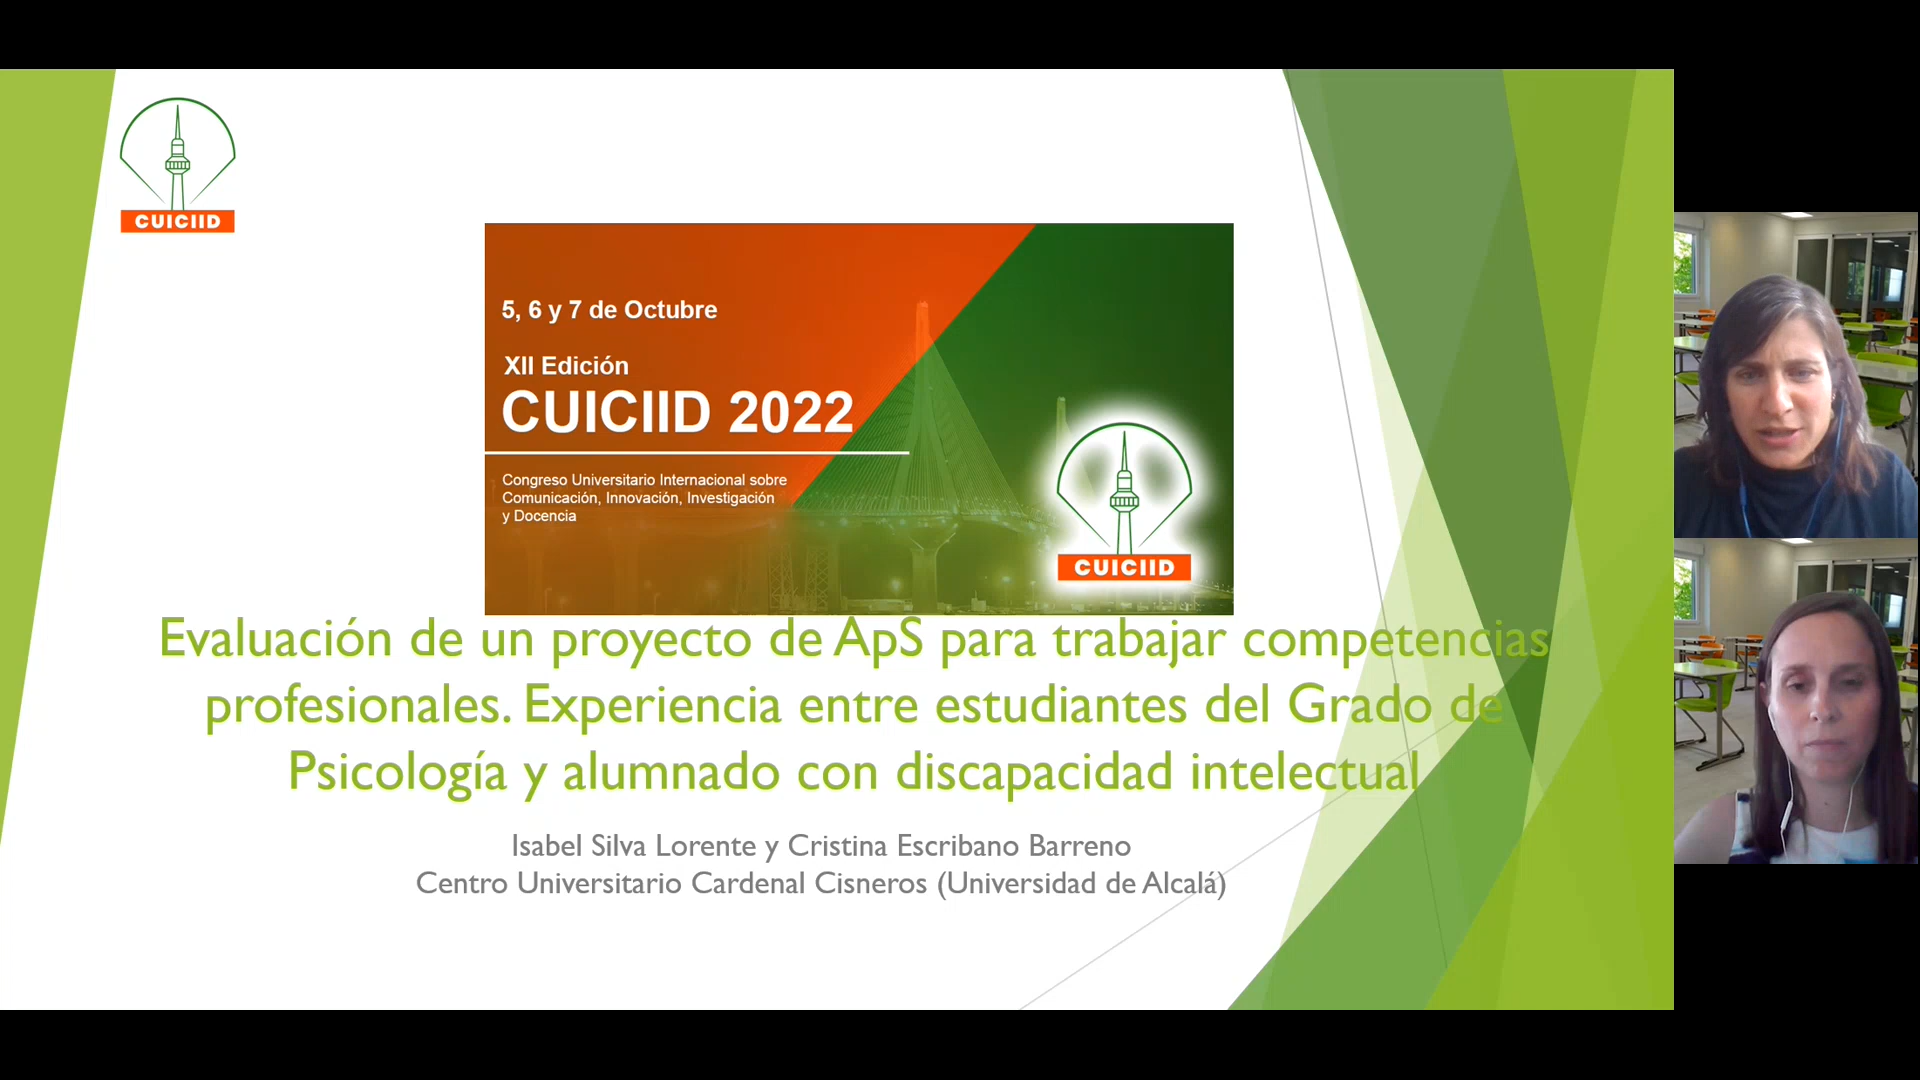 CUICIID
5, 6 y 7 de Octubre
XII Edición
CUICIID 2022
Congreso Universitario Internacional sobre
Comunicación, Innovación, Investigación
y Docencia
CUICIID
Evaluación de un proyecto de ApS para trabajar competencias
profesionales. Experiencia entre estudiantes del Grado de
Psicología y alumnado con discapacidad intelectual
Isabel Silva Lorente y Cristina Escribano Barreno
Centro Universitario Cardenal Cisneros (Universidad de Alcalá)